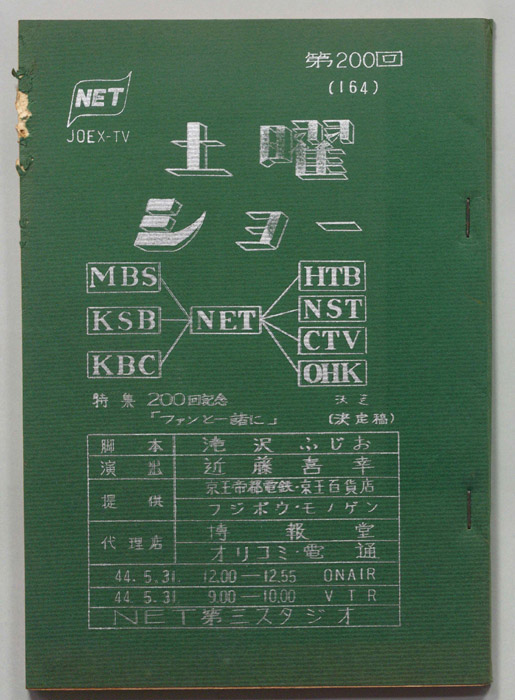 第200回
(164)
NET
JOEX-TV
土曜
ショー
MBS
KSB
KBC
NET
HTB
NST
CTV
OHK
特集 200回記念
「ファンと一諸に」
決定
(決定稿)
脚本 滝沢ふじお
演出 近藤喜幸
提供 京王帝都電鉄・京王百貨店
フジボウ・モノゲン
代理店 博報堂
オリコミ・電通
44.5.31. 12.00—12.55 ONAIR
44.5.31 9.00—10.00 VTR
NET第三スタジオ